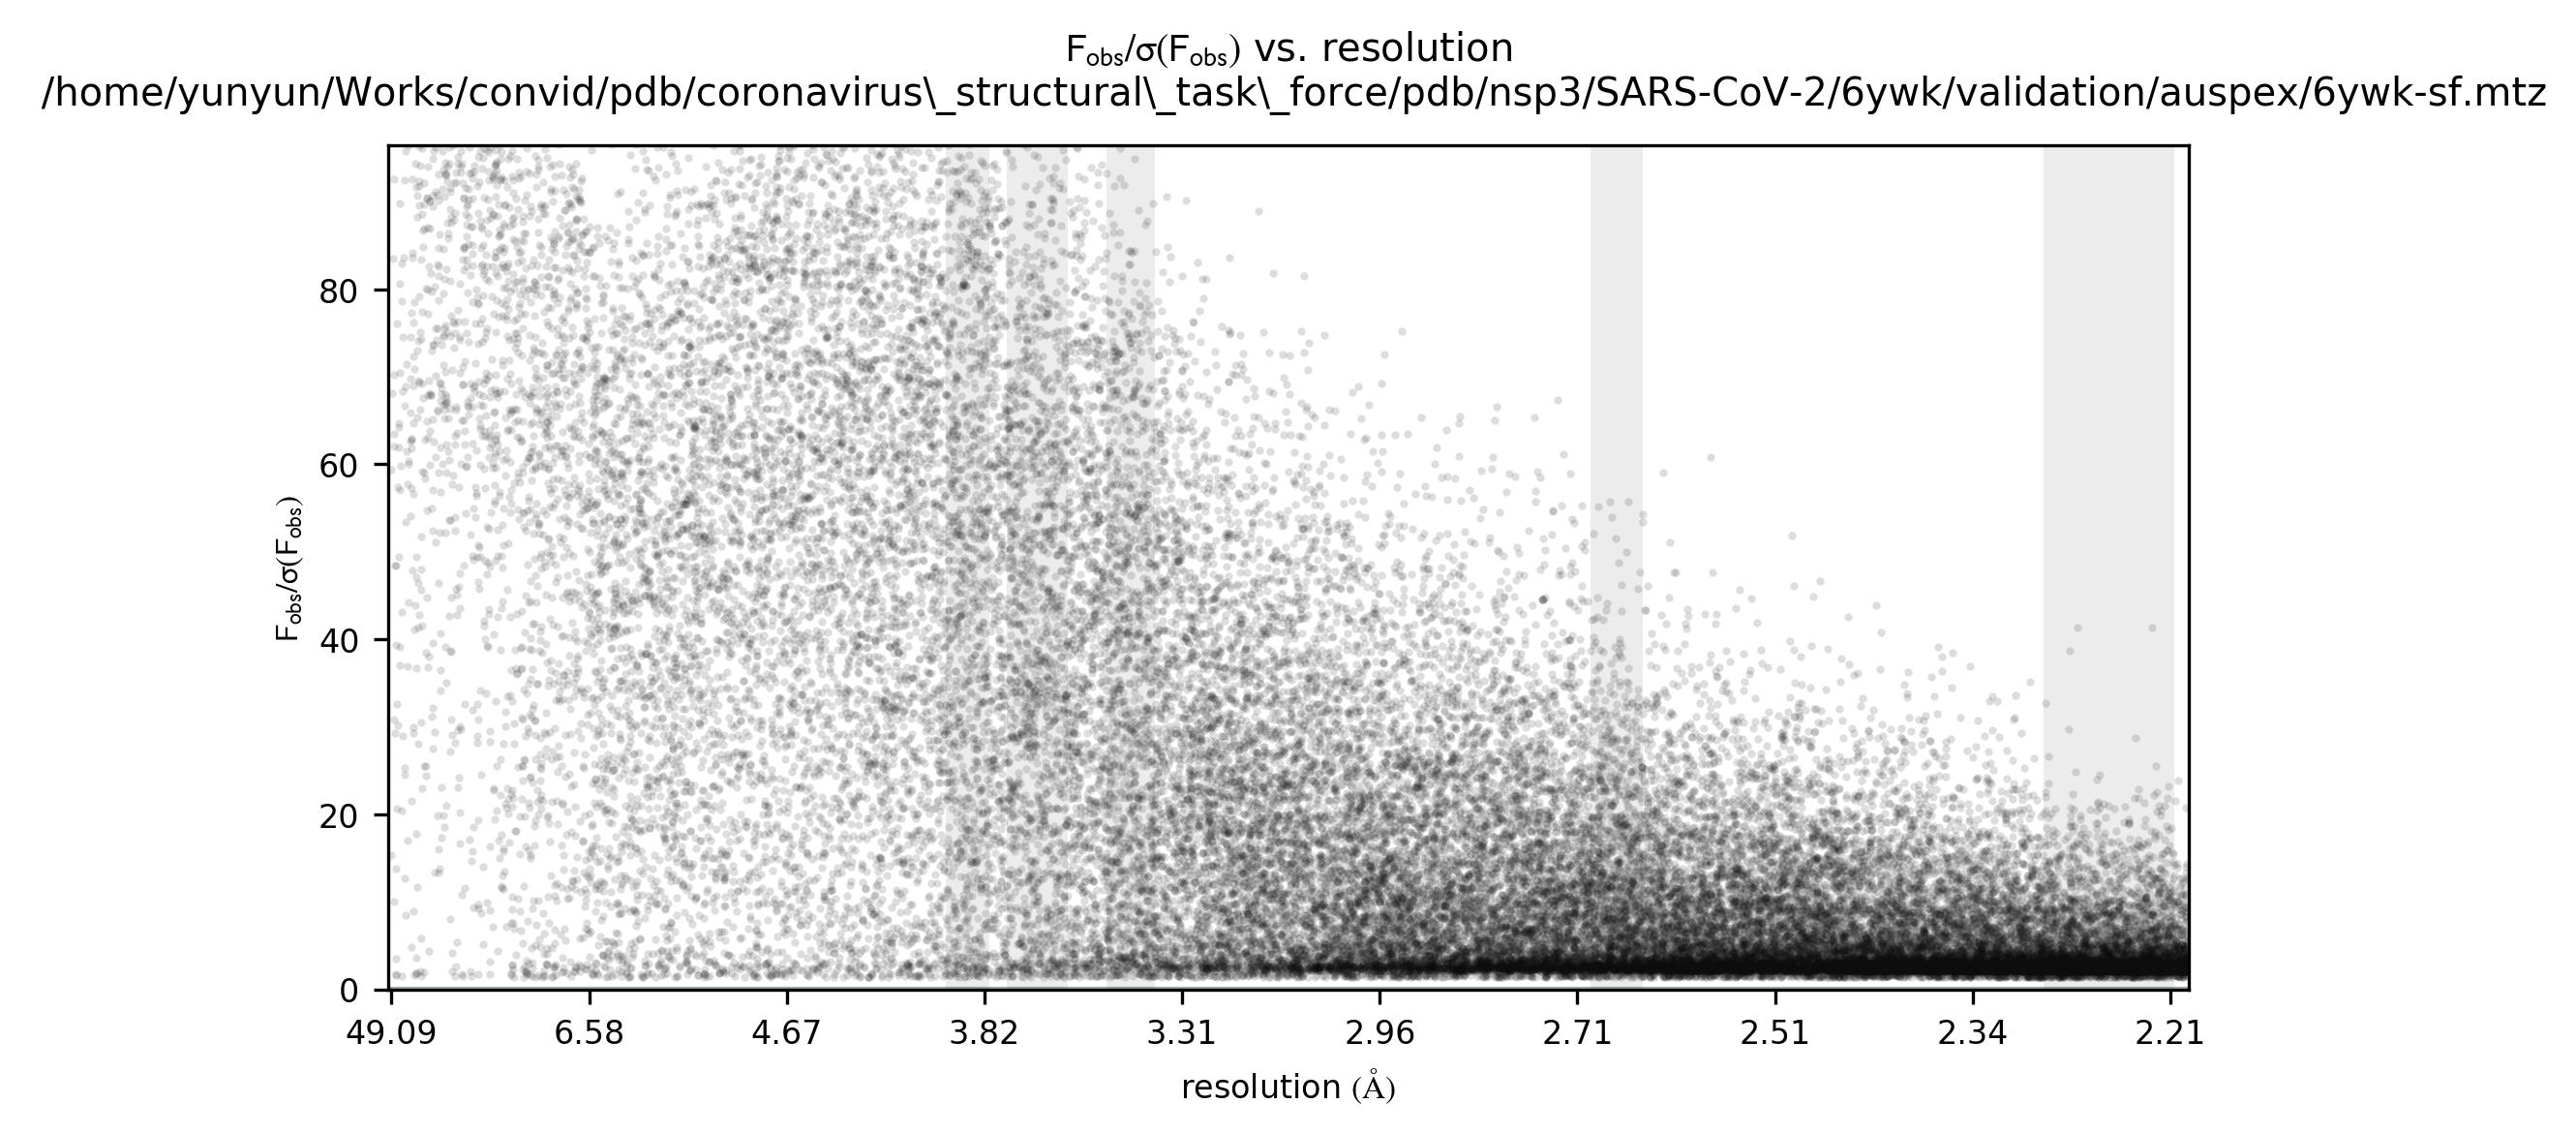 Fobs/σ(Fobs) vs. resolution
/home/yunyun/Works/convid/pdb/coronavirus\_structural\_task\_force/pdb/nsp3/SARS-CoV-2/6ywk/validation/auspex/6ywk-sf.mtz
Fobs/σ(Fobs)
80
60
40
20
0
49.09 6.58 4.67 3.82 3.31 2.96 2.71 2.51 2.34 2.21
resolution (Å)